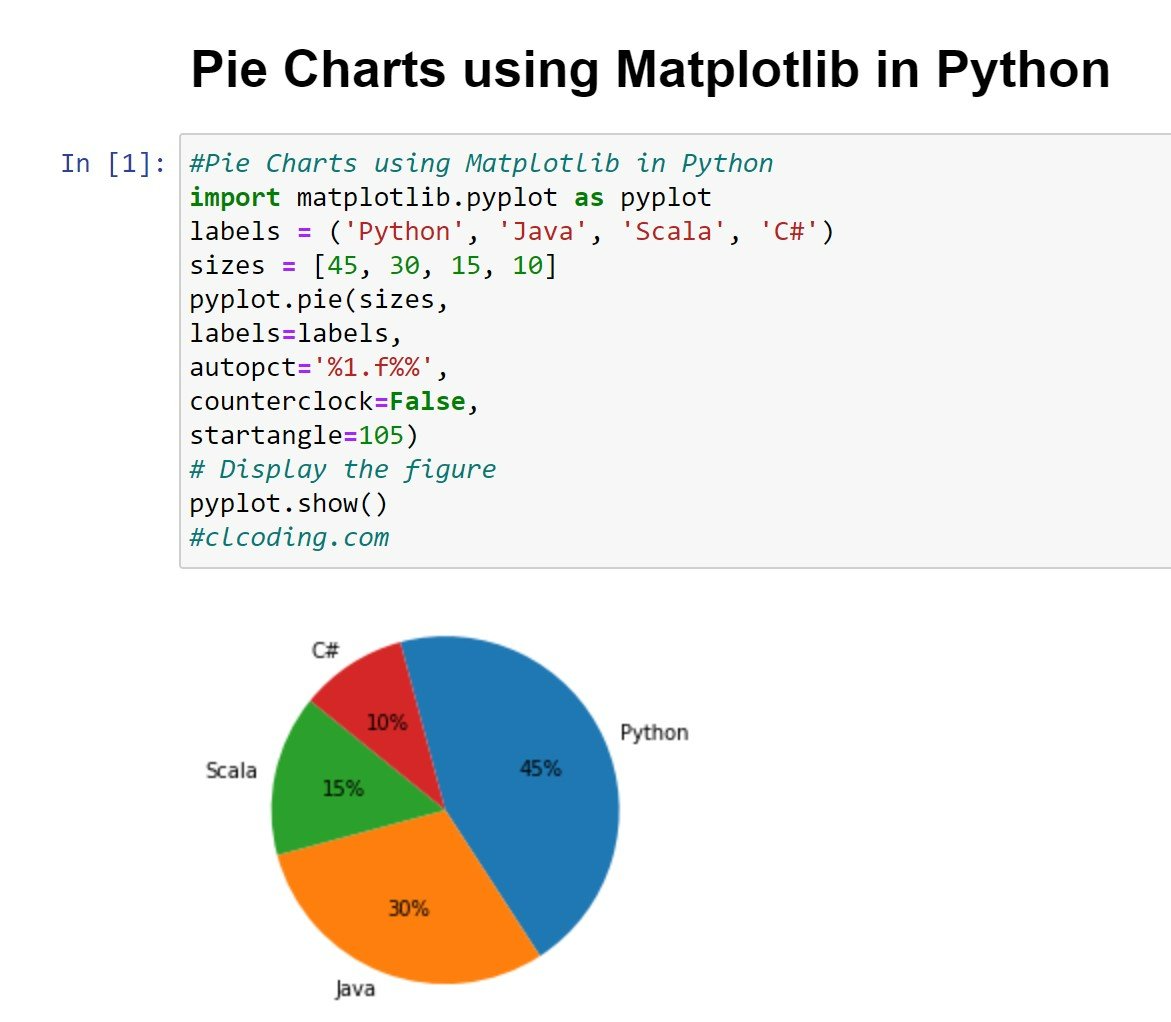 Pie Charts using Matplotlib in Python
In [1]:
#Pie Charts using Matplotlib in Python
import matplotlib.pyplot as pyplot
labels = ('Python', 'Java', 'Scala', 'C#')
sizes = [45, 30, 15, 10]
pyplot.pie(sizes,
labels=labels,
autopct='%1.f%%',
counterclock=False,
startangle=105)
# Display the figure
pyplot.show()
#clcoding.com
C#
10%
Python
45%
Scala
15%
30%
Java